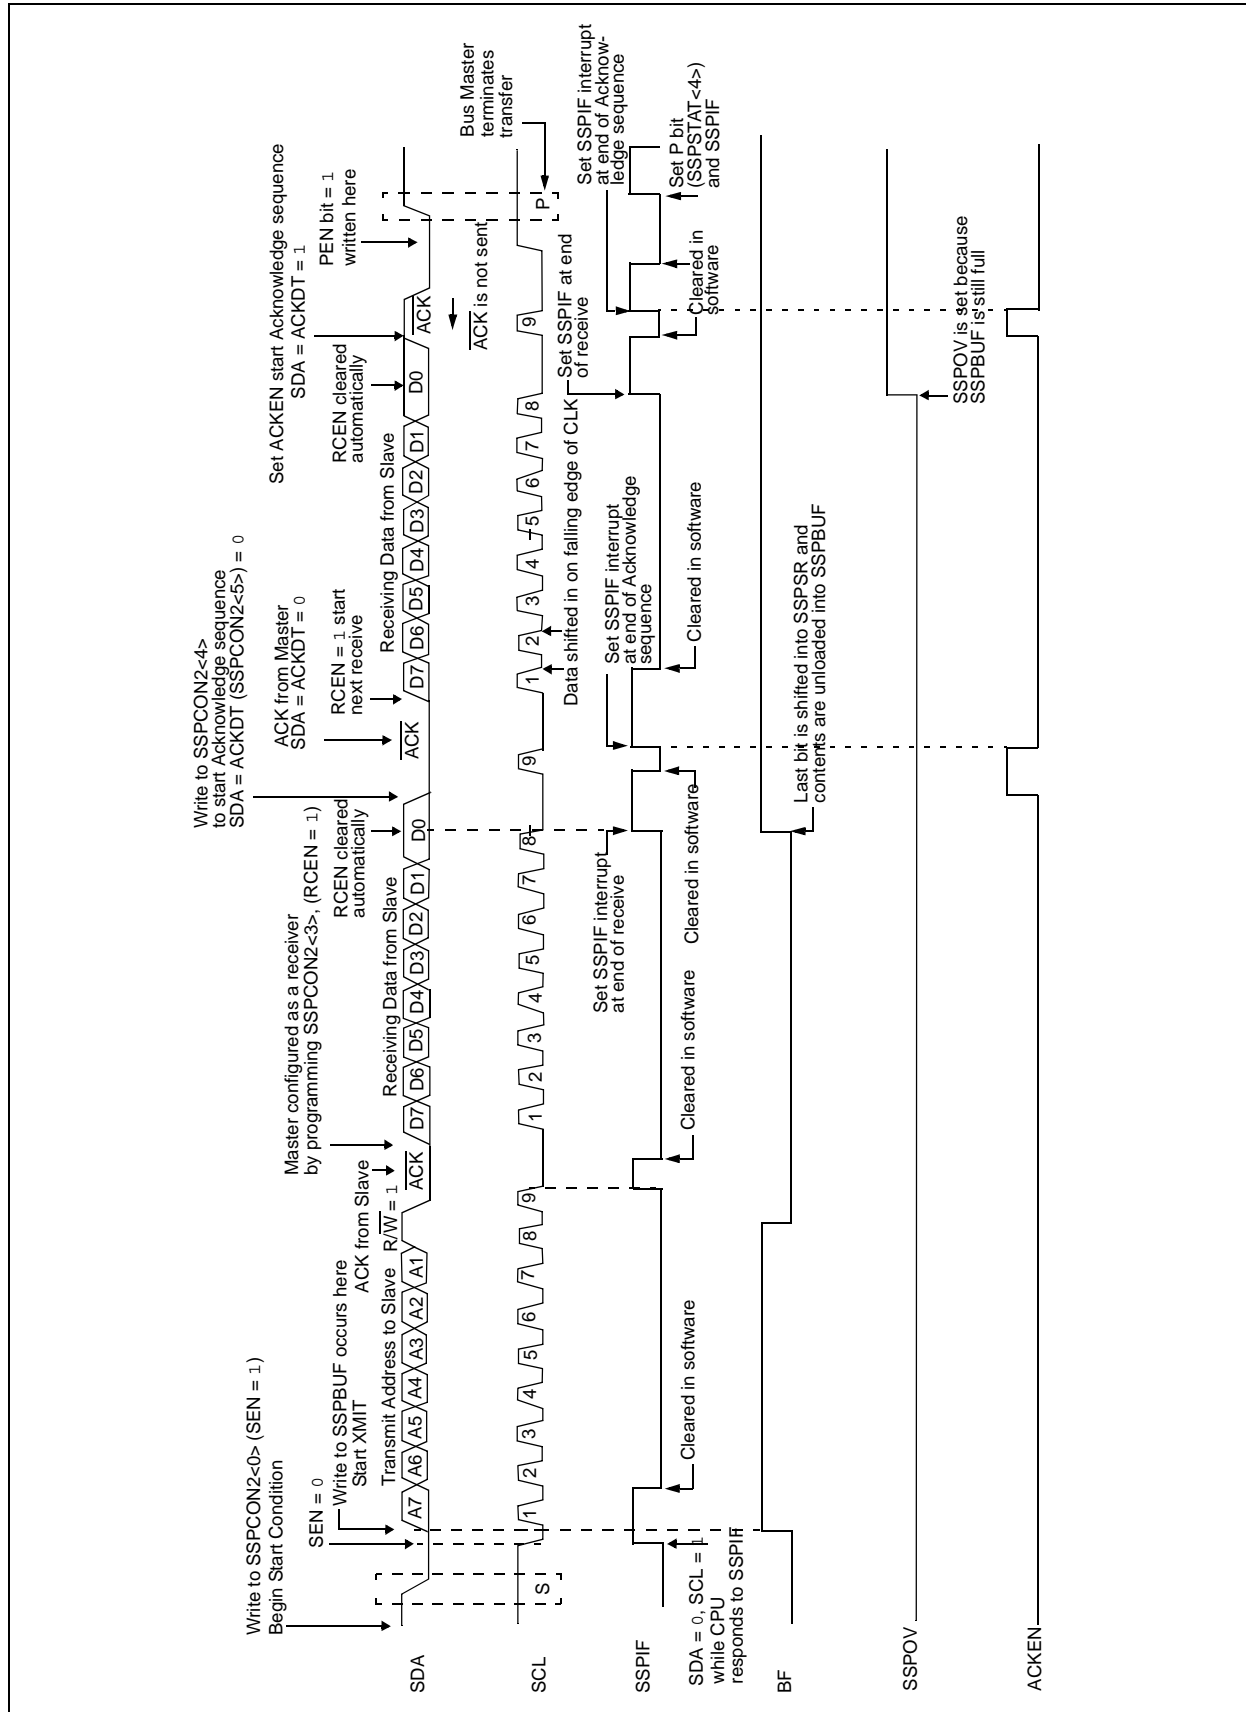 Write to SSPCON2<4>
to start Acknowledge sequence
SDA = ACKDT (SSPCON2<5>) = 0
Set ACKEN start Acknowledge sequence
SDA = ACKDT = 1
Write to SSPCON2<0> (SEN = 1)
Begin Start Condition
Master configured as a receiver
by programming SSPCON2<3>, (RCEN = 1)
ACK from Master
SDA = ACKDT = 0
PEN bit = 1
written here
SEN = 0
Write to SSPBUF occurs here
Start XMIT
ACK from Slave
RCEN cleared
automatically
RCEN = 1 start
next receive
RCEN cleared
automatically
Transmit Address to Slave
R/W = 1
Receiving Data from Slave
Receiving Data from Slave
SDA
A7 A6 A5 A4 A3 A2 A1
ACK
D7 D6 D5 D4 D3 D2 D1 D0
ACK
D7 D6 D5 D4 D3 D2 D1 D0
ACK
ACK is not sent
Bus Master
terminates
transfer
SCL
S
1 2 3 4 5 6 7 8 9
1 2 3 4 5 6 7 8
9
1 2 3 4 5 6 7 8
9
P
Data shifted in on falling edge of CLK
Set SSPIF at end
of receive
Set SSPIF interrupt
at end of Acknow-
ledge sequence
Set SSPIF interrupt
at end of receive
Set SSPIF interrupt
at end of Acknowledge
sequence
SSPIF
SDA = 0, SCL = 1
while CPU
responds to SSPIF
Cleared in software
Cleared in software
Cleared in software
Cleared in software
Cleared in
software
Set P bit
(SSPSTAT<4>)
and SSPIF
BF
Last bit is shifted into SSPSR and
contents are unloaded into SSPBUF
SSPOV
SSPOV is set because
SSPBUF is still full
ACKEN